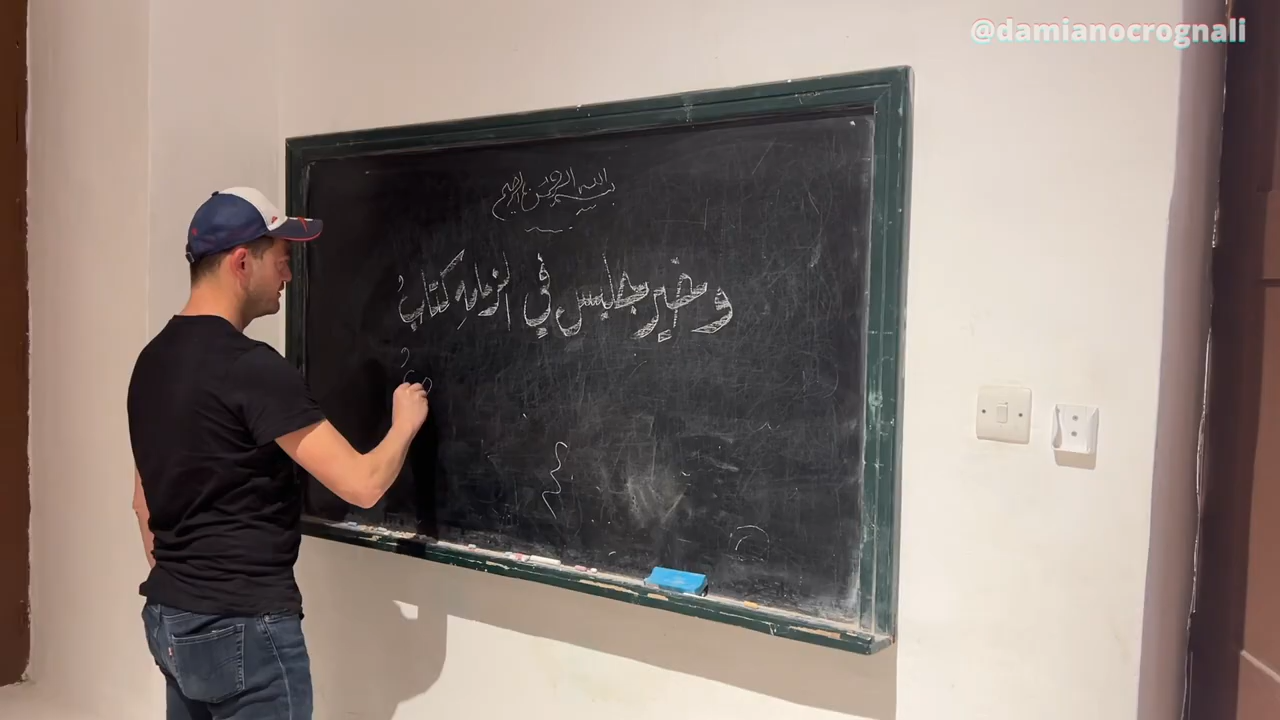 @damianocrognali
بسم الله الرحمن الرحيم
وخير جليس في الزمان كتابُ